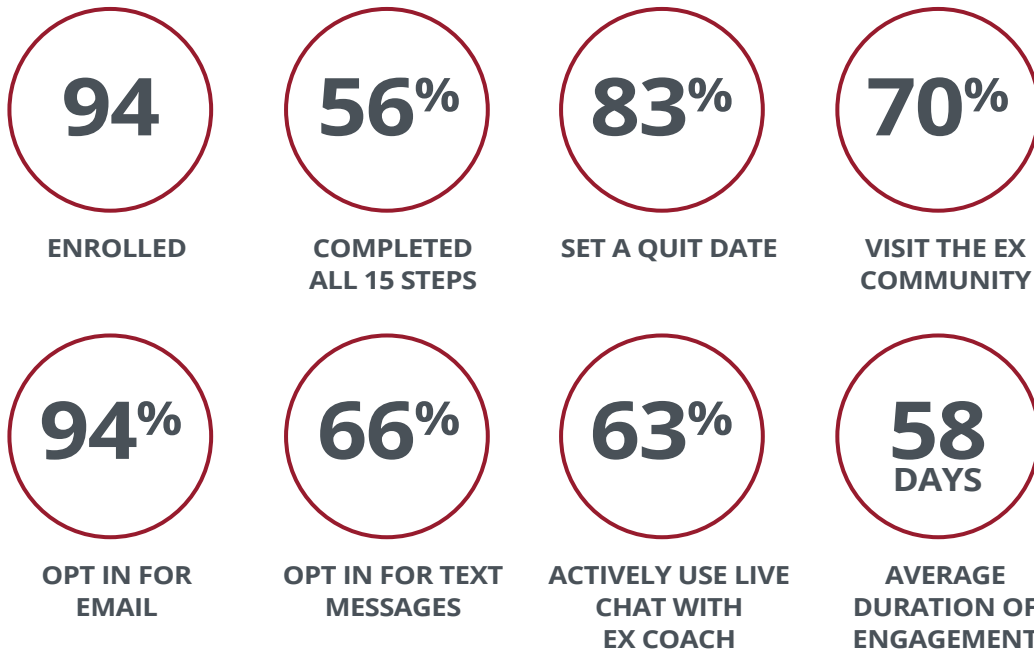 94
ENROLLED
56%
COMPLETED
ALL 15 STEPS
83%
SET A QUIT DATE
70%
VISIT THE EX
COMMUNITY
94%
OPT IN FOR
EMAIL
66%
OPT IN FOR TEXT
MESSAGES
63%
ACTIVELY USE LIVE
CHAT WITH
EX COACH
58
DAYS
AVERAGE
DURATION OF
ENGAGEMENT